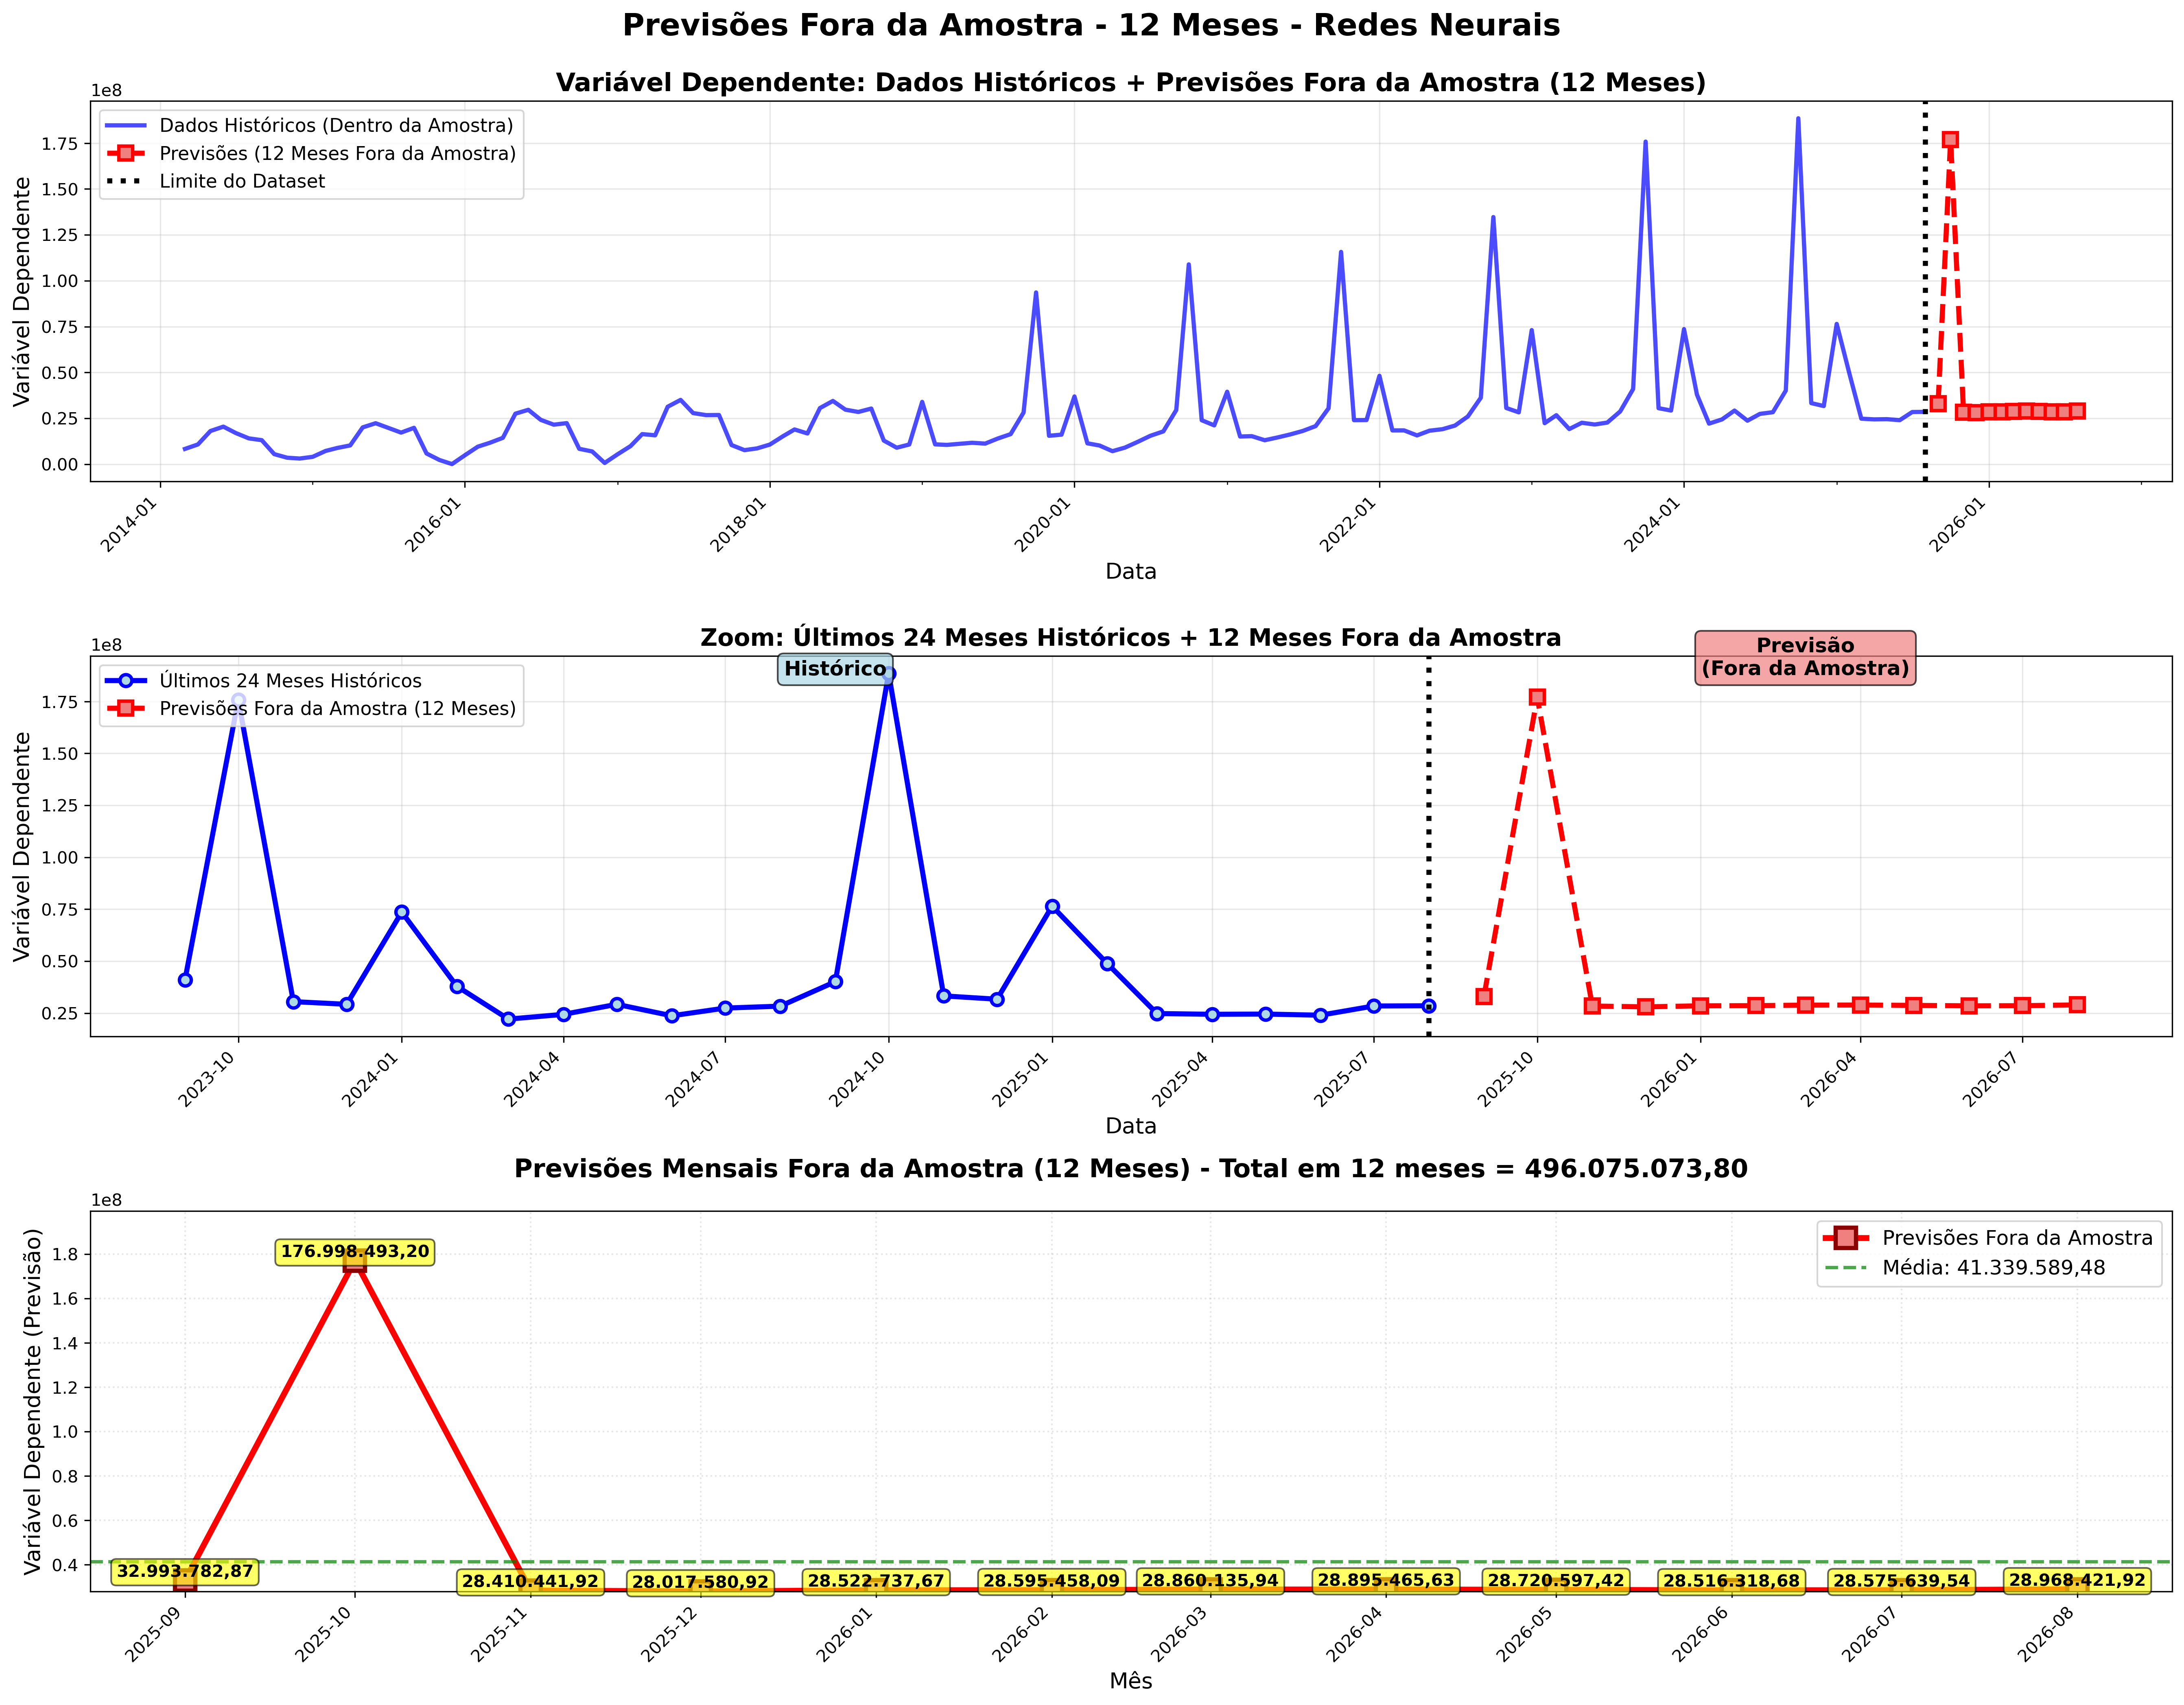 Previsões Fora da Amostra - 12 Meses - Redes Neurais
Variável Dependente: Dados Históricos + Previsões Fora da Amostra (12 Meses)
1e8
Dados Históricos (Dentro da Amostra)
Previsões (12 Meses Fora da Amostra)
Limite do Dataset
Variável Dependente
1.75
1.50
1.25
1.00
0.75
0.50
0.25
0.00
2014-01
2016-01
2018-01
2020-01
2022-01
2024-01
2026-01
Data
Zoom: Últimos 24 Meses Históricos + 12 Meses Fora da Amostra
1e8
Últimos 24 Meses Históricos
Previsões Fora da Amostra (12 Meses)
Histórico
Previsão
(Fora da Amostra)
Variável Dependente
1.75
1.50
1.25
1.00
0.75
0.50
0.25
2023-10
2024-01
2024-04
2024-07
2024-10
2025-01
2025-04
2025-07
2025-10
2026-01
2026-04
2026-07
Data
Previsões Mensais Fora da Amostra (12 Meses) - Total em 12 meses = 496.075.073,80
1e8
Previsões Fora da Amostra
Média: 41.339.589,48
Variável Dependente (Previsão)
1.8
1.6
1.4
1.2
1.0
0.8
0.6
0.4
32.993.782,87
176.998.493,20
28.410.441,92
28.017.580,92
28.522.737,67
28.595.458,09
28.860.135,94
28.895.465,63
28.720.597,42
28.516.318,68
28.575.639,54
28.968.421,92
2025-09
2025-10
2025-11
2025-12
2026-01
2026-02
2026-03
2026-04
2026-05
2026-06
2026-07
2026-08
Mês